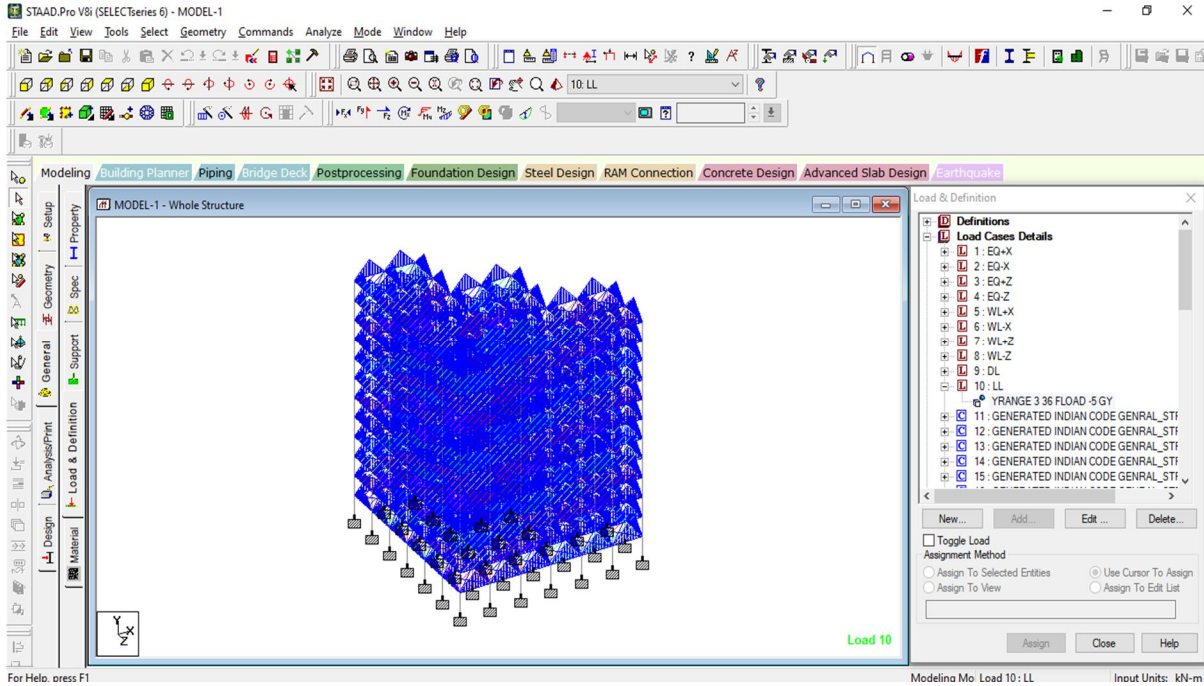 STAAD.Pro V8i (SELECTseries 6) - MODEL-1
File Edit View Tools Select Geometry Commands Analyze Mode Window Help
10: LL
Modeling Building Planner Piping Bridge Deck Postprocessing Foundation Design Steel Design RAM Connection Concrete Design Advanced Slab Design Earthquake
Setup
Geometry
General
Analysis/Print
Design
Property
Spec
Support
Load & Definition
Material
MODEL-1 - Whole Structure
Y
X
Z
Load 10
Load & Definition
Definitions
Load Cases Details
1 : EQ+X
2 : EQ-X
3 : EQ+Z
4 : EQ-Z
5 : WL+X
6 : WL-X
7 : WL+Z
8 : WL-Z
9 : DL
10 : LL
YRANGE 3 36 FLOAD -5 GY
11 : GENERATED INDIAN CODE GENRAL_STF
12 : GENERATED INDIAN CODE GENRAL_STF
13 : GENERATED INDIAN CODE GENRAL_STF
14 : GENERATED INDIAN CODE GENRAL_STF
15 : GENERATED INDIAN CODE GENRAL_STF
New... Add... Edit ... Delete...
Toggle Load
Assignment Method
Assign To Selected Entities Use Cursor To Assign
Assign To View Assign To Edit List
Assign Close Help
For Help, press F1 Modeling Mo Load 10 : LL Input Units: kN-m